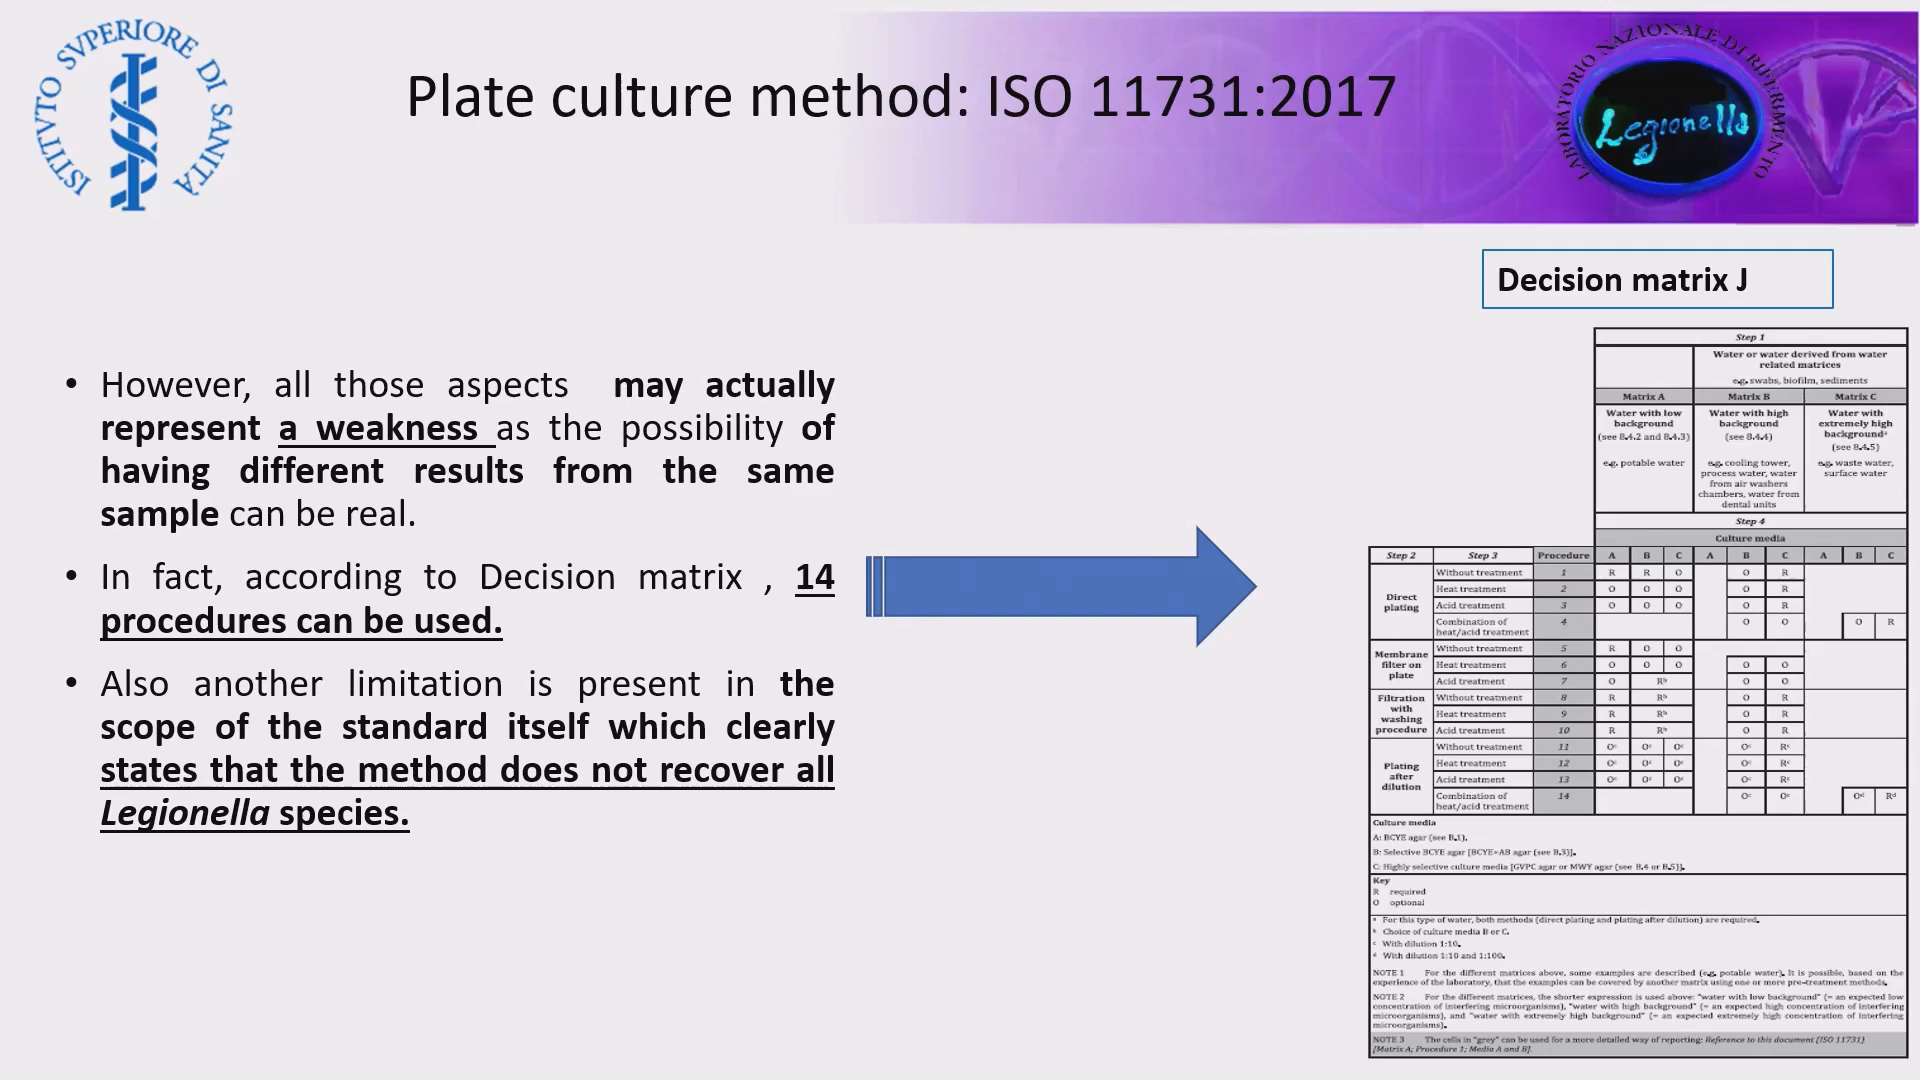 ISTITVTO SVPERIORE DI SANITÀ
Plate culture method: ISO 11731:2017
LABORATORIO NAZIONALE DI RIFERIMENTO
Legionella
Decision matrix J
• However, all those aspects may actually
represent a weakness as the possibility of
having different results from the same
sample can be real.
• In fact, according to Decision matrix , 14
procedures can be used.
• Also another limitation is present in the
scope of the standard itself which clearly
states that the method does not recover all
Legionella species.
Step 1
Water or water derived from water
related matrices
e.g. swabs, biofilm, sediments
Matrix A Matrix B Matrix C
Water with low Water with high Water with
background background extremely high
(see 8.4.2 and 8.4.3) (see 8.4.4) backgroundᵃ
(see 8.4.5)
e.g. potable water e.g. cooling tower, e.g. waste water,
process water, water surface water
from air washers
chambers, water from
dental units
Step 4
Culture media
Step 2 Step 3 Procedure A B C A B C A B C
Direct plating
Without treatment 1 R R O O R
Heat treatment 2 O O O O R
Acid treatment 3 O O O O R
Combination of heat/acid treatment 4 O O O R
Membrane filter on plate
Without treatment 5 R O O
Heat treatment 6 O O O O O
Acid treatment 7 O Rᵇ O O
Filtration with washing procedure
Without treatment 8 R Rᵇ O R
Heat treatment 9 R Rᵇ O R
Acid treatment 10 R Rᵇ O R
Plating after dilution
Without treatment 11 Oᶜ Oᶜ Oᶜ Oᶜ Rᶜ
Heat treatment 12 Oᶜ Oᶜ Oᶜ Oᶜ Rᶜ
Acid treatment 13 Oᶜ Oᶜ Oᶜ Oᶜ Rᶜ
Combination of heat/acid treatment 14 Oᶜ Oᶜ Oᵈ Rᵈ
Culture media
A: BCYE agar (see B.1).
B: Selective BCYE agar [BCYE+AB agar (see B.3)].
C: Highly selective culture media [GVPC agar or MWY agar (see B.4 or B.5)].
Key
R required
O optional
ᵃ For this type of water, both methods (direct plating and plating after dilution) are required.
ᵇ Choice of culture media B or C.
ᶜ With dilution 1:10.
ᵈ With dilution 1:10 and 1:100.
NOTE 1 For the different matrices above, some examples are described (e.g. potable water). It is possible, based on the
experience of the laboratory, that the examples can be covered by another matrix using one or more pre-treatment methods.
NOTE 2 For the different matrices, the shorter expression is used above: "water with low background" (= an expected low
concentration of interfering microorganisms), "water with high background" (= an expected high concentration of interfering
microorganisms), and "water with extremely high background" (= an expected extremely high concentration of interfering
microorganisms).
NOTE 3 The cells in "grey" can be used for a more detailed way of reporting: Reference to this document (ISO 11731)
[Matrix A; Procedure 1; Media A and B].